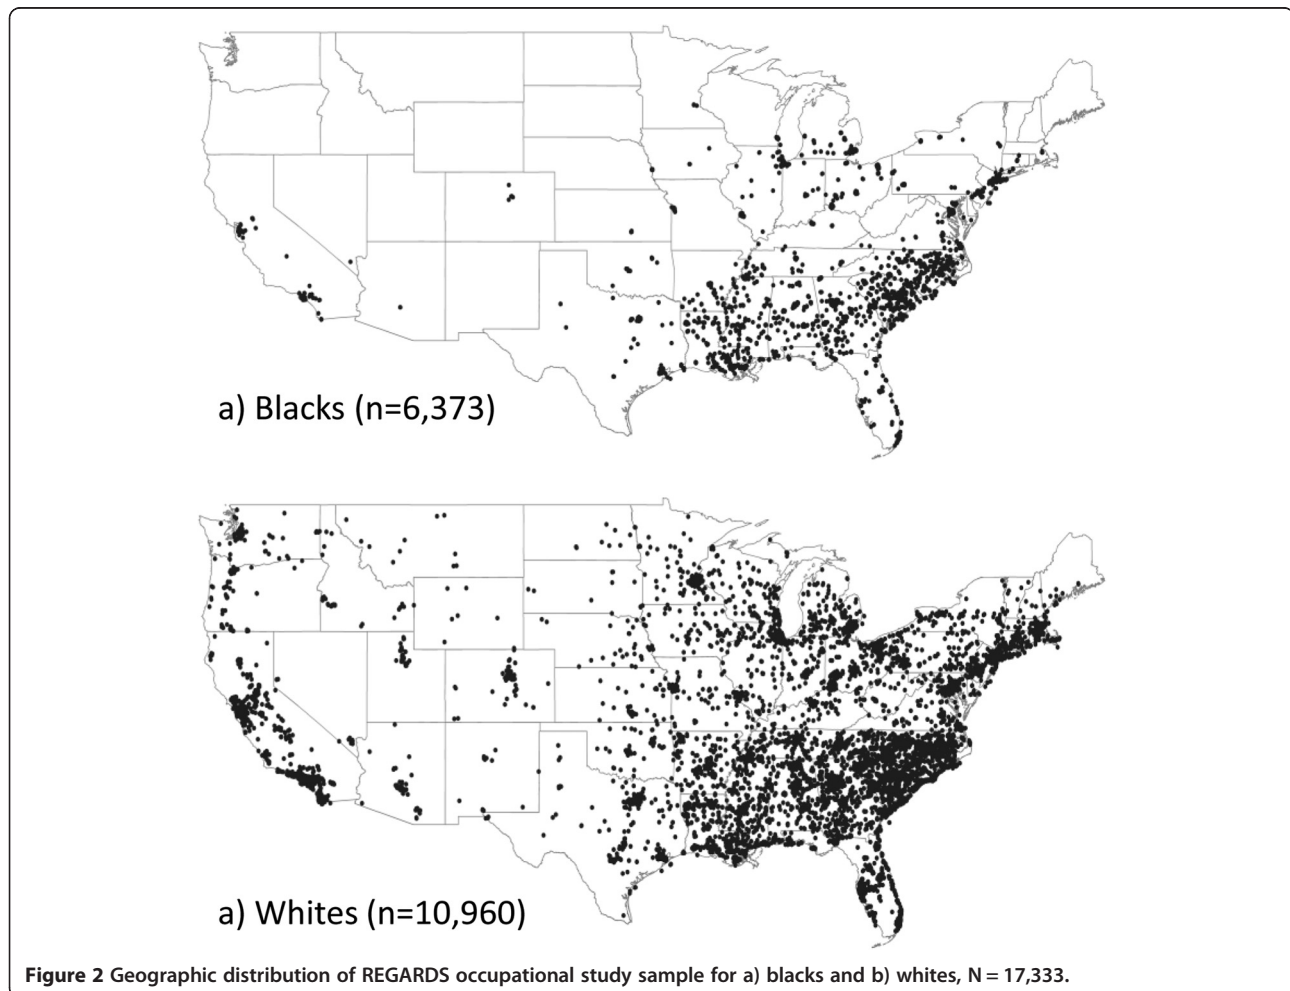 a) Blacks (n=6,373)
a) Whites (n=10,960)
Figure 2 Geographic distribution of REGARDS occupational study sample for a) blacks and b) whites, N = 17,333.